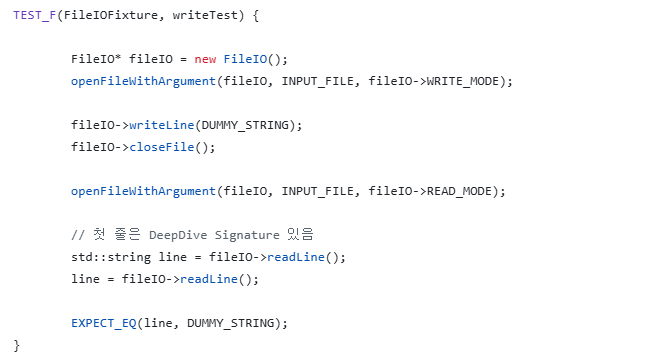 TEST_F(FileIOFixture, writeTest) {
FileIO* fileIO = new FileIO();
openFileWithArgument(fileIO, INPUT_FILE, fileIO->WRITE_MODE);
fileIO->writeLine(DUMMY_STRING);
fileIO->closeFile();
openFileWithArgument(fileIO, INPUT_FILE, fileIO->READ_MODE);
// 첫 줄은 DeepDive Signature 있음
std::string line = fileIO->readLine();
line = fileIO->readLine();
EXPECT_EQ(line, DUMMY_STRING);
}